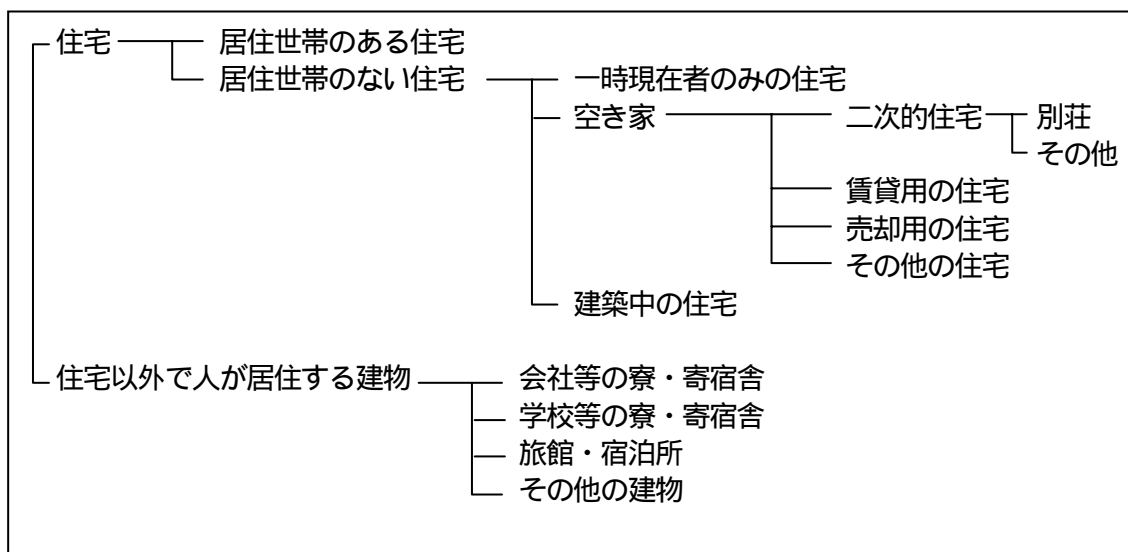 住宅 居住世帯のある住宅
居住世帯のない住宅 一時現在者のみの住宅
空き家 二次的住宅 別荘
その他
賃貸用の住宅
売却用の住宅
その他の住宅
建築中の住宅
住宅以外で人が居住する建物 会社等の寮・寄宿舎
学校等の寮・寄宿舎
旅館・宿泊所
その他の建物